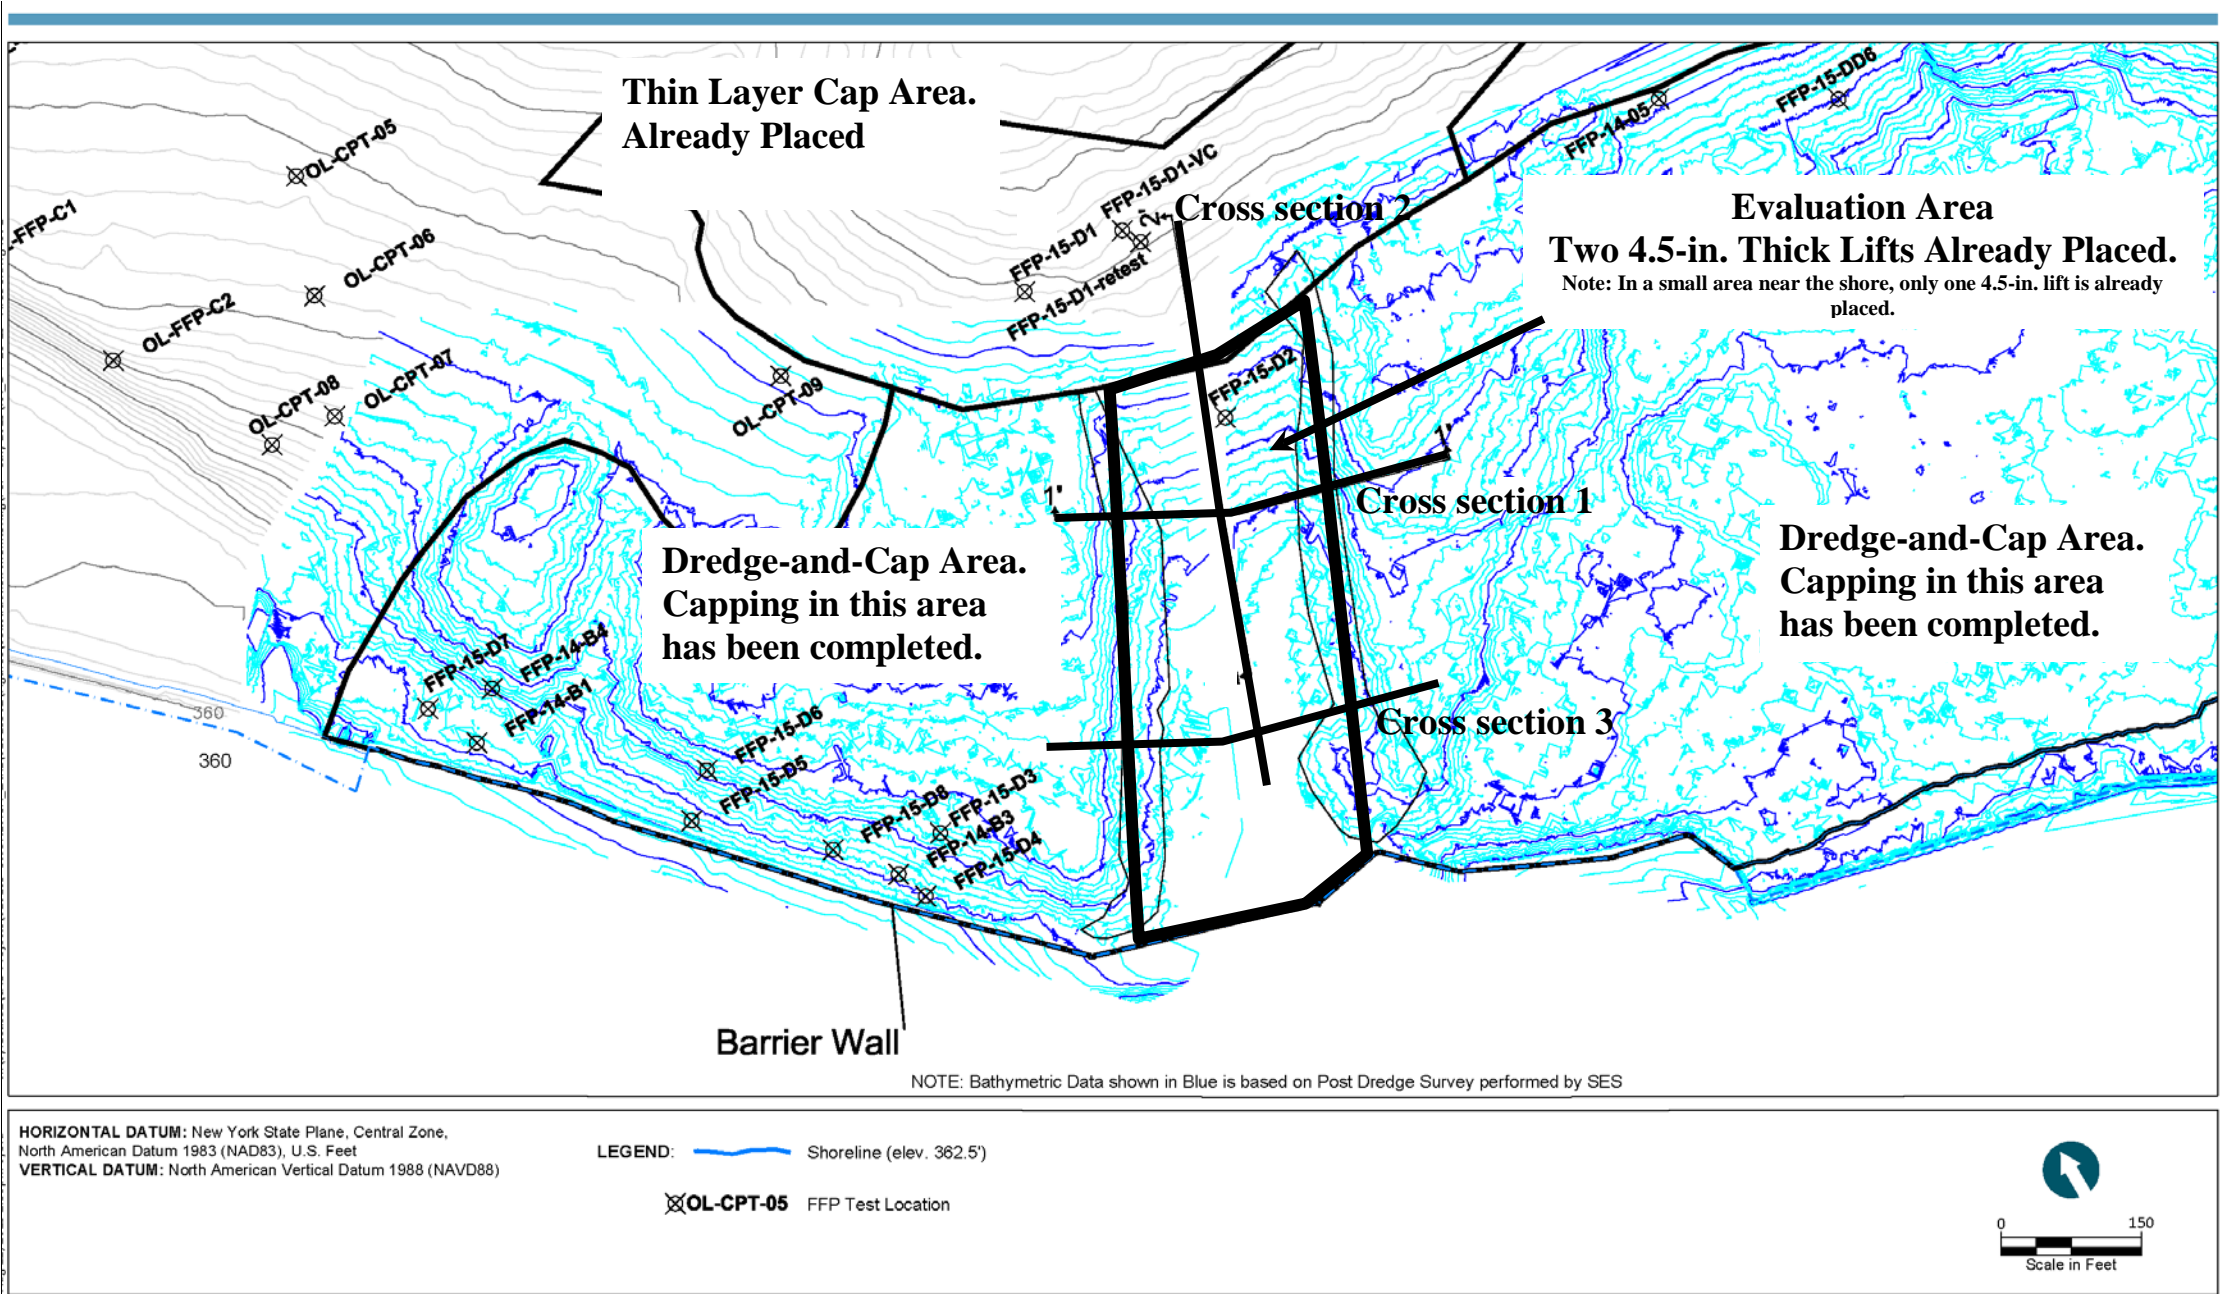 Thin Layer Cap Area.
Already Placed
OL-CPT-05
-FFP-C1
OL-CPT-06
OL-FFP-C2
OL-CPT-07
OL-CPT-08
OL-CPT-09
FFP-15-D1-VC
FFP-15-D1
FFP-15-D1-retest
2'
Cross section 2
FFP-14-05
FFP-15-DD6
Evaluation Area
Two 4.5-in. Thick Lifts Already Placed.
Note: In a small area near the shore, only one 4.5-in. lift is already
placed.
FFP-15-D2
1'
1'
Cross section 1
Dredge-and-Cap Area.
Capping in this area
has been completed.
Dredge-and-Cap Area.
Capping in this area
has been completed.
FFP-15-D7
FFP-14-B4
FFP-14-B1
360
360
FFP-15-D6
FFP-15-D5
FFP-15-D8
FFP-15-D3
FFP-14-B3
FFP-15-D4
Cross section 3
Barrier Wall
NOTE: Bathymetric Data shown in Blue is based on Post Dredge Survey performed by SES
HORIZONTAL DATUM: New York State Plane, Central Zone,
North American Datum 1983 (NAD83), U.S. Feet
VERTICAL DATUM: North American Vertical Datum 1988 (NAVD88)
LEGEND:
Shoreline (elev. 362.5')
OL-CPT-05 FFP Test Location
0 150
Scale in Feet